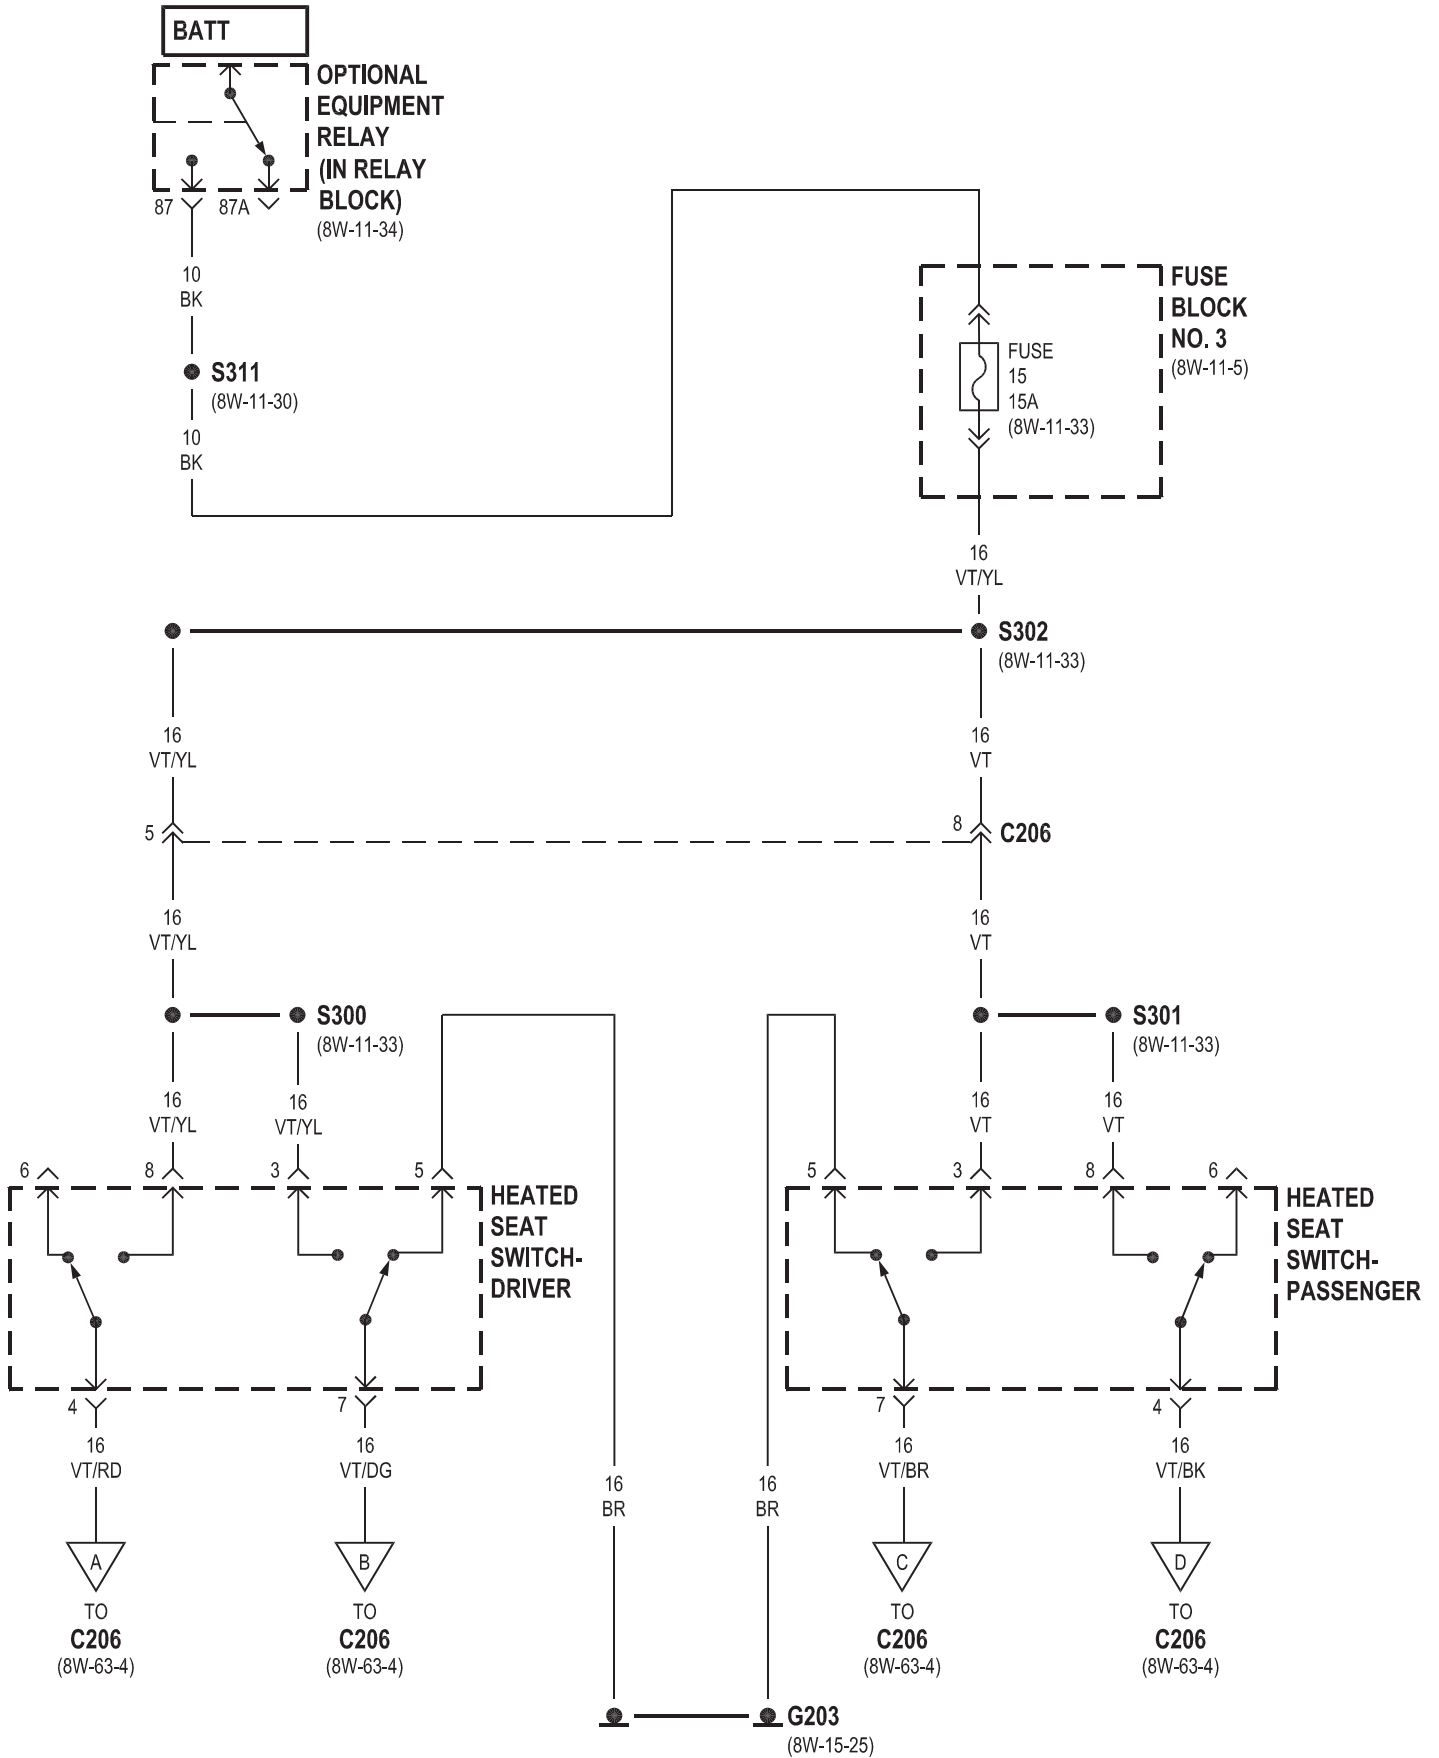 BATT
OPTIONAL
EQUIPMENT
RELAY
(IN RELAY
BLOCK)
(8W-11-34)
87
87A
10
BK
S311
(8W-11-30)
10
BK
FUSE
BLOCK
NO. 3
(8W-11-5)
FUSE
15
15A
(8W-11-33)
16
VT/YL
S302
(8W-11-33)
16
VT/YL
16
VT
5
8
C206
16
VT/YL
16
VT
S300
(8W-11-33)
S301
(8W-11-33)
16
VT/YL
16
VT/YL
16
VT
16
VT
6
8
3
5
5
3
8
6
HEATED
SEAT
SWITCH-
DRIVER
HEATED
SEAT
SWITCH-
PASSENGER
4
7
7
4
16
VT/RD
16
VT/DG
16
BR
16
BR
16
VT/BR
16
VT/BK
A
B
C
D
TO
C206
(8W-63-4)
TO
C206
(8W-63-4)
TO
C206
(8W-63-4)
TO
C206
(8W-63-4)
G203
(8W-15-25)